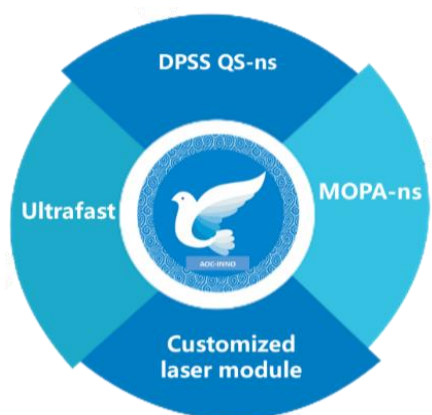 DPSS QS-ns
Ultrafast
MOPA-ns
AOC-INNO
Customized
laser module